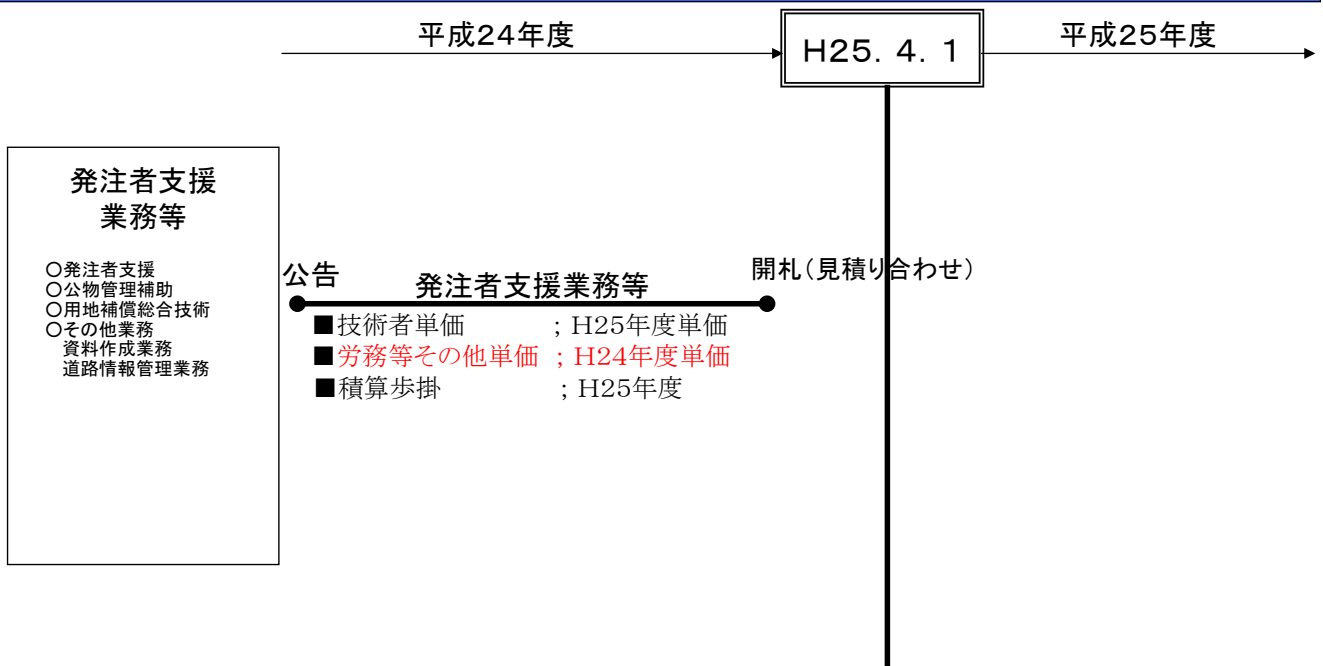 平成24年度
H25.4.1
平成25年度
発注者支援
業務等
○発注者支援
○公物管理補助
○用地補償総合技術
○その他業務
資料作成業務
道路情報管理業務
公告
発注者支援業務等
開札（見積り合わせ）
■技術者単価 ；H25年度単価
■労務等その他単価 ；H24年度単価
■積算歩掛 ；H25年度